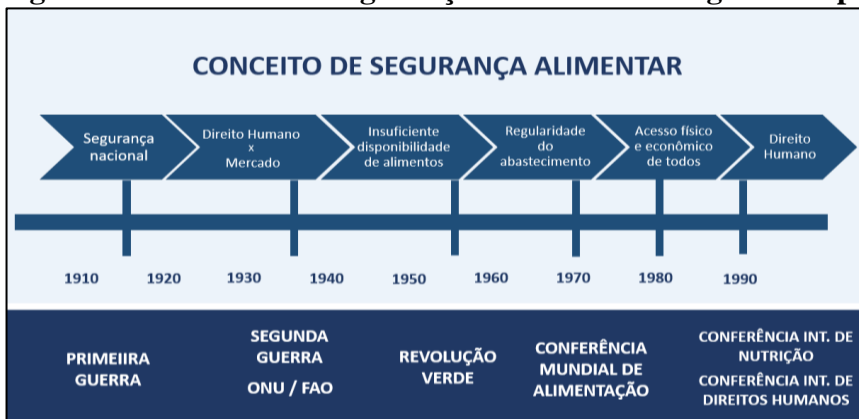 CONCEITO DE SEGURANÇA ALIMENTAR
Segurança
nacional
Direito Humano
x
Mercado
Insuficiente
disponibilidade
de alimentos
Regularidade
do
abastecimento
Acesso físico
e econômico
de todos
Direito
Humano
1910
1920
1930
1940
1950
1960
1970
1980
1990
PRIMEIIRA
GUERRA
SEGUNDA
GUERRA
ONU / FAO
REVOLUÇÃO
VERDE
CONFERÊNCIA
MUNDIAL DE
ALIMENTAÇÃO
CONFERÊNCIA INT. DE
NUTRIÇÃO
CONFERÊNCIA INT. DE
DIREITOS HUMANOS